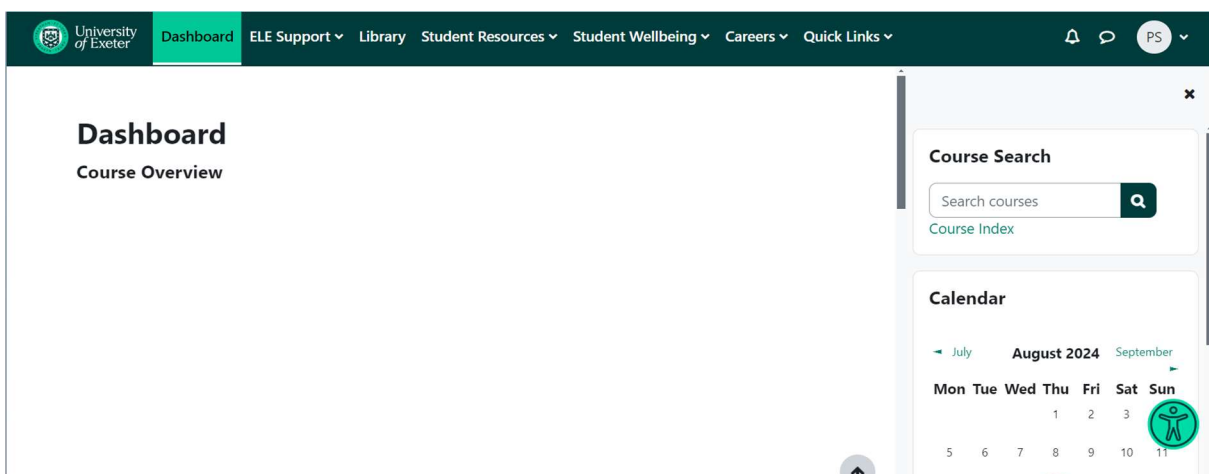 University
of Exeter
Dashboard ELE Support Library Student Resources Student Wellbeing Careers Quick Links PS
Dashboard
Course Overview
Course Search
Search courses
Course Index
Calendar
◄ July August 2024 September
►
Mon Tue Wed Thu Fri Sat Sun
1 2 3
5 6 7 8 9 10 11